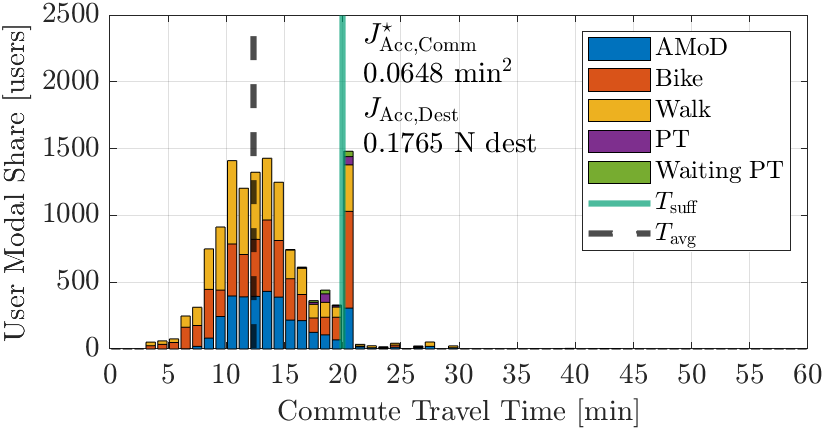 2500
2000
1500
1000
500
0
User Modal Share [users]
J⋆Acc,Comm
0.0648 min²
JAcc,Dest
0.1765 N dest
AMoD
Bike
Walk
PT
Waiting PT
Tsuff
Tavg
0 5 10 15 20 25 30 35 40 45 50 55 60
Commute Travel Time [min]